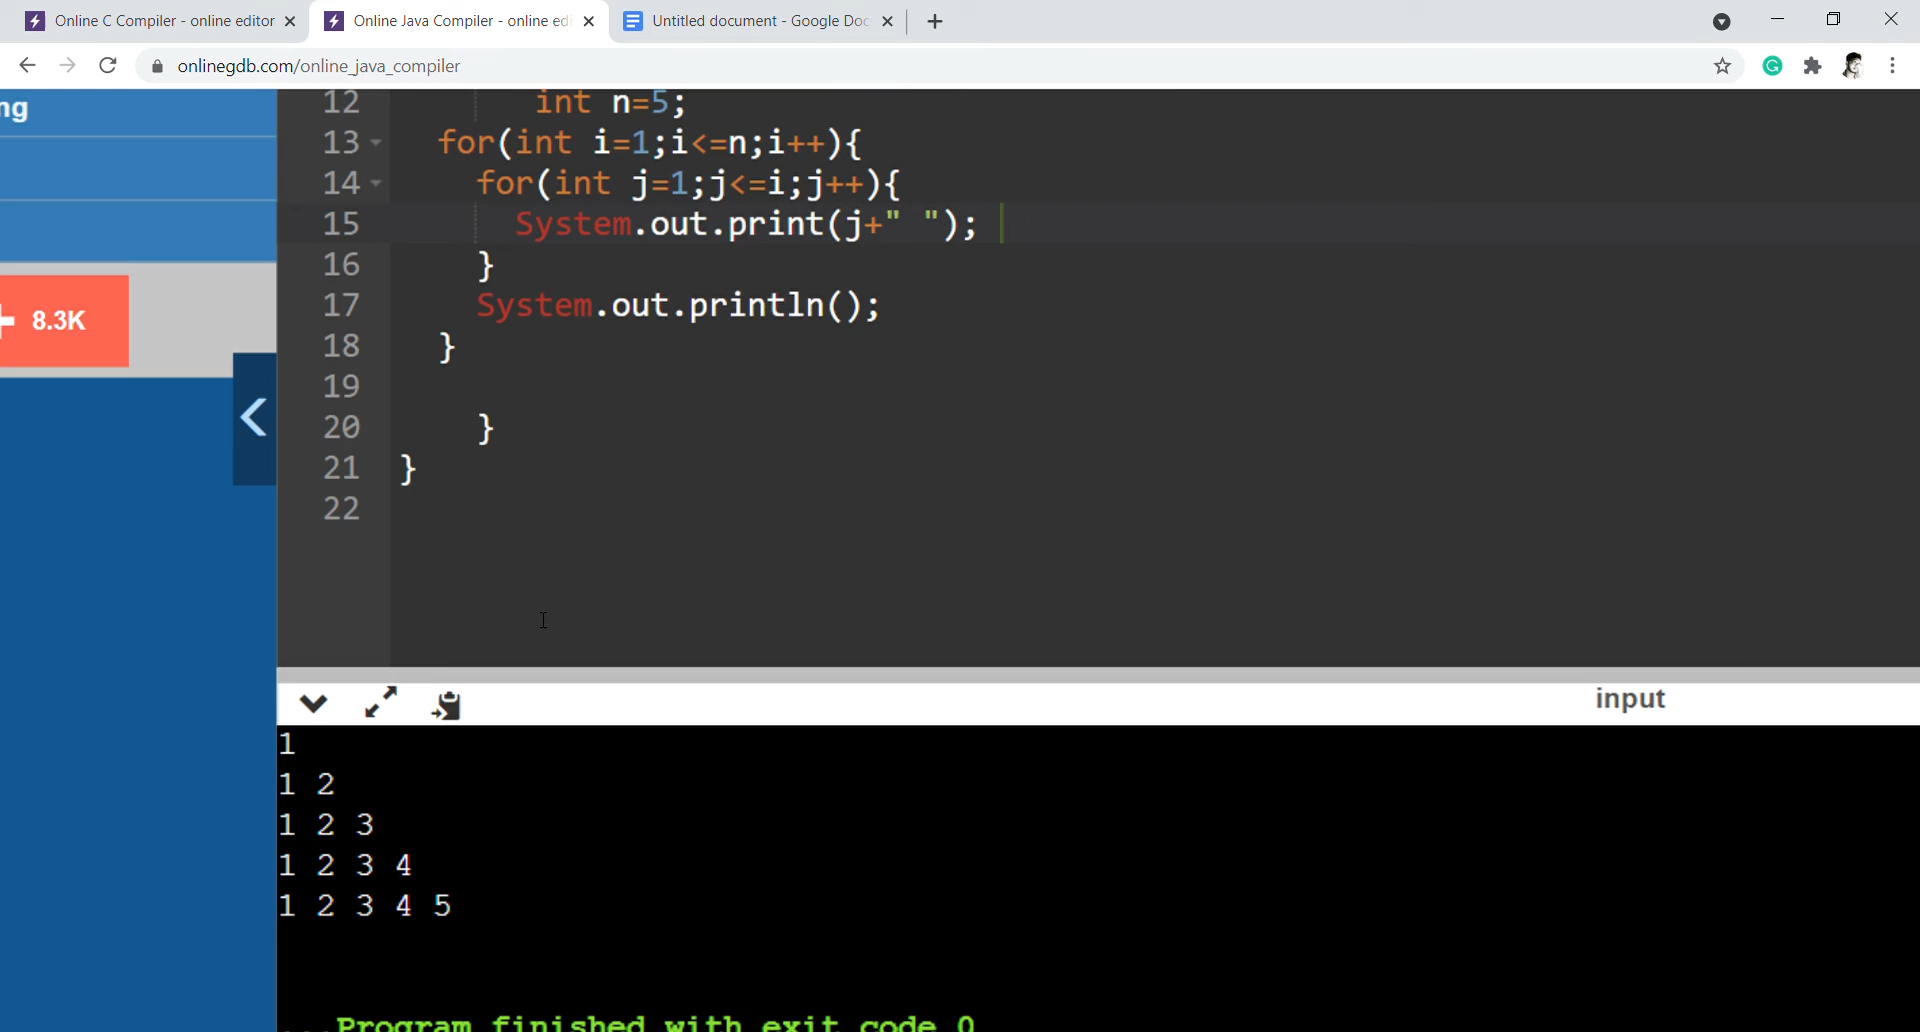 Online C Compiler - online editor
Online Java Compiler - online edi
Untitled document - Google Doc
onlinegdb.com/online_java_compiler
ng
8.3K
12 int n=5;
13 for(int i=1;i<=n;i++){
14 for(int j=1;j<=i;j++){
15 System.out.print(j+" ");
16 }
17 System.out.println();
18 }
19
20 }
21 }
22
input
1
1 2
1 2 3
1 2 3 4
1 2 3 4 5
...Program finished with exit code 0